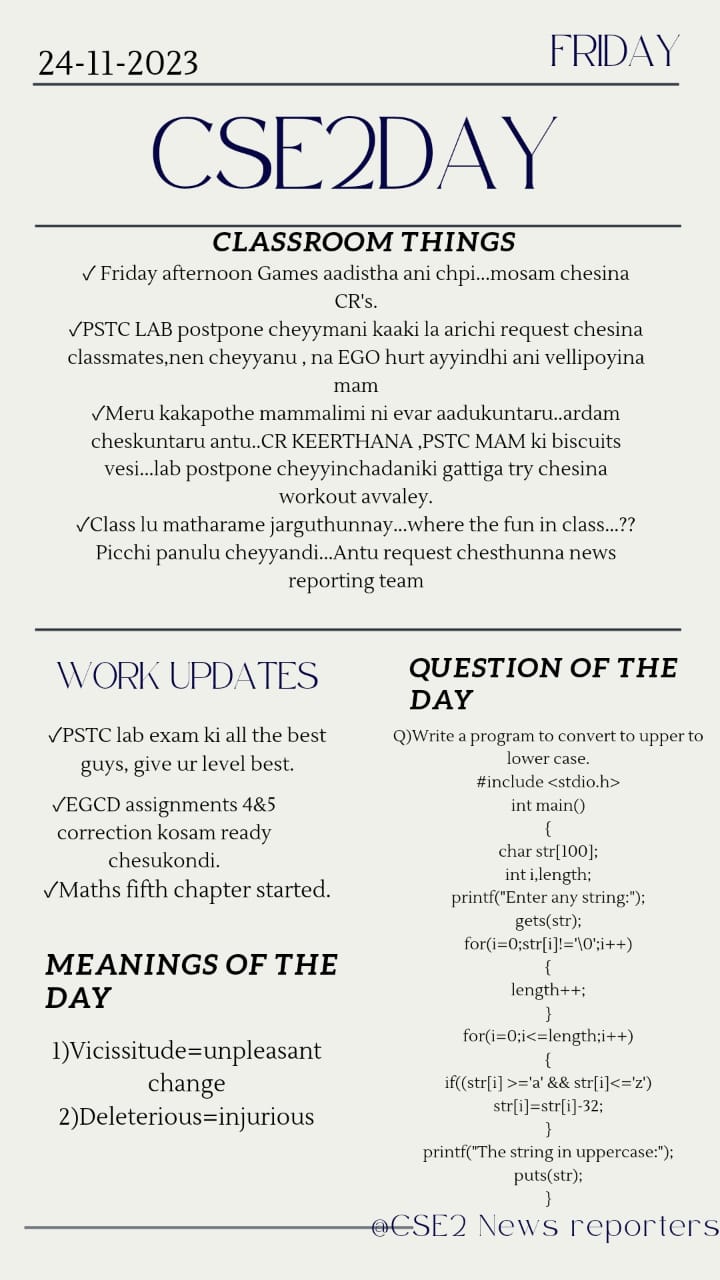 24-11-2023
FRIDAY
CSE2DAY
CLASSROOM THINGS
✓ Friday afternoon Games aadistha ani chpi...mosam chesina
CR's.
✓PSTC LAB postpone cheyymani kaaki la arichi request chesina
classmates,nen cheyyanu , na EGO hurt ayyindhi ani vellipoyina
mam
✓Meru kakapothe mammalimi ni evar aadukuntaru..ardam
cheskuntaru antu..CR KEERTHANA ,PSTC MAM ki biscuits
vesi...lab postpone cheyyinchadaniki gattiga try chesina
workout avvaley.
✓Class lu matharame jarguthunnay...where the fun in class...??
Picchi panulu cheyyandi...Antu request chesthunna news
reporting team
WORK UPDATES
✓PSTC lab exam ki all the best
guys, give ur level best.
✓EGCD assignments 4&5
correction kosam ready
chesukondi.
✓Maths fifth chapter started.
MEANINGS OF THE
DAY
1)Vicissitude=unpleasant
change
2)Deleterious=injurious
QUESTION OF THE
DAY
Q)Write a program to convert to upper to
lower case.
#include <stdio.h>
int main()
{
char str[100];
int i,length;
printf("Enter any string:");
gets(str);
for(i=0;str[i]!='\0';i++)
{
length++;
}
for(i=0;i<=length;i++)
{
if((str[i] >='a' && str[i]<='z')
str[i]=str[i]-32;
}
printf("The string in uppercase:");
puts(str);
}
@CSE2 News reporters